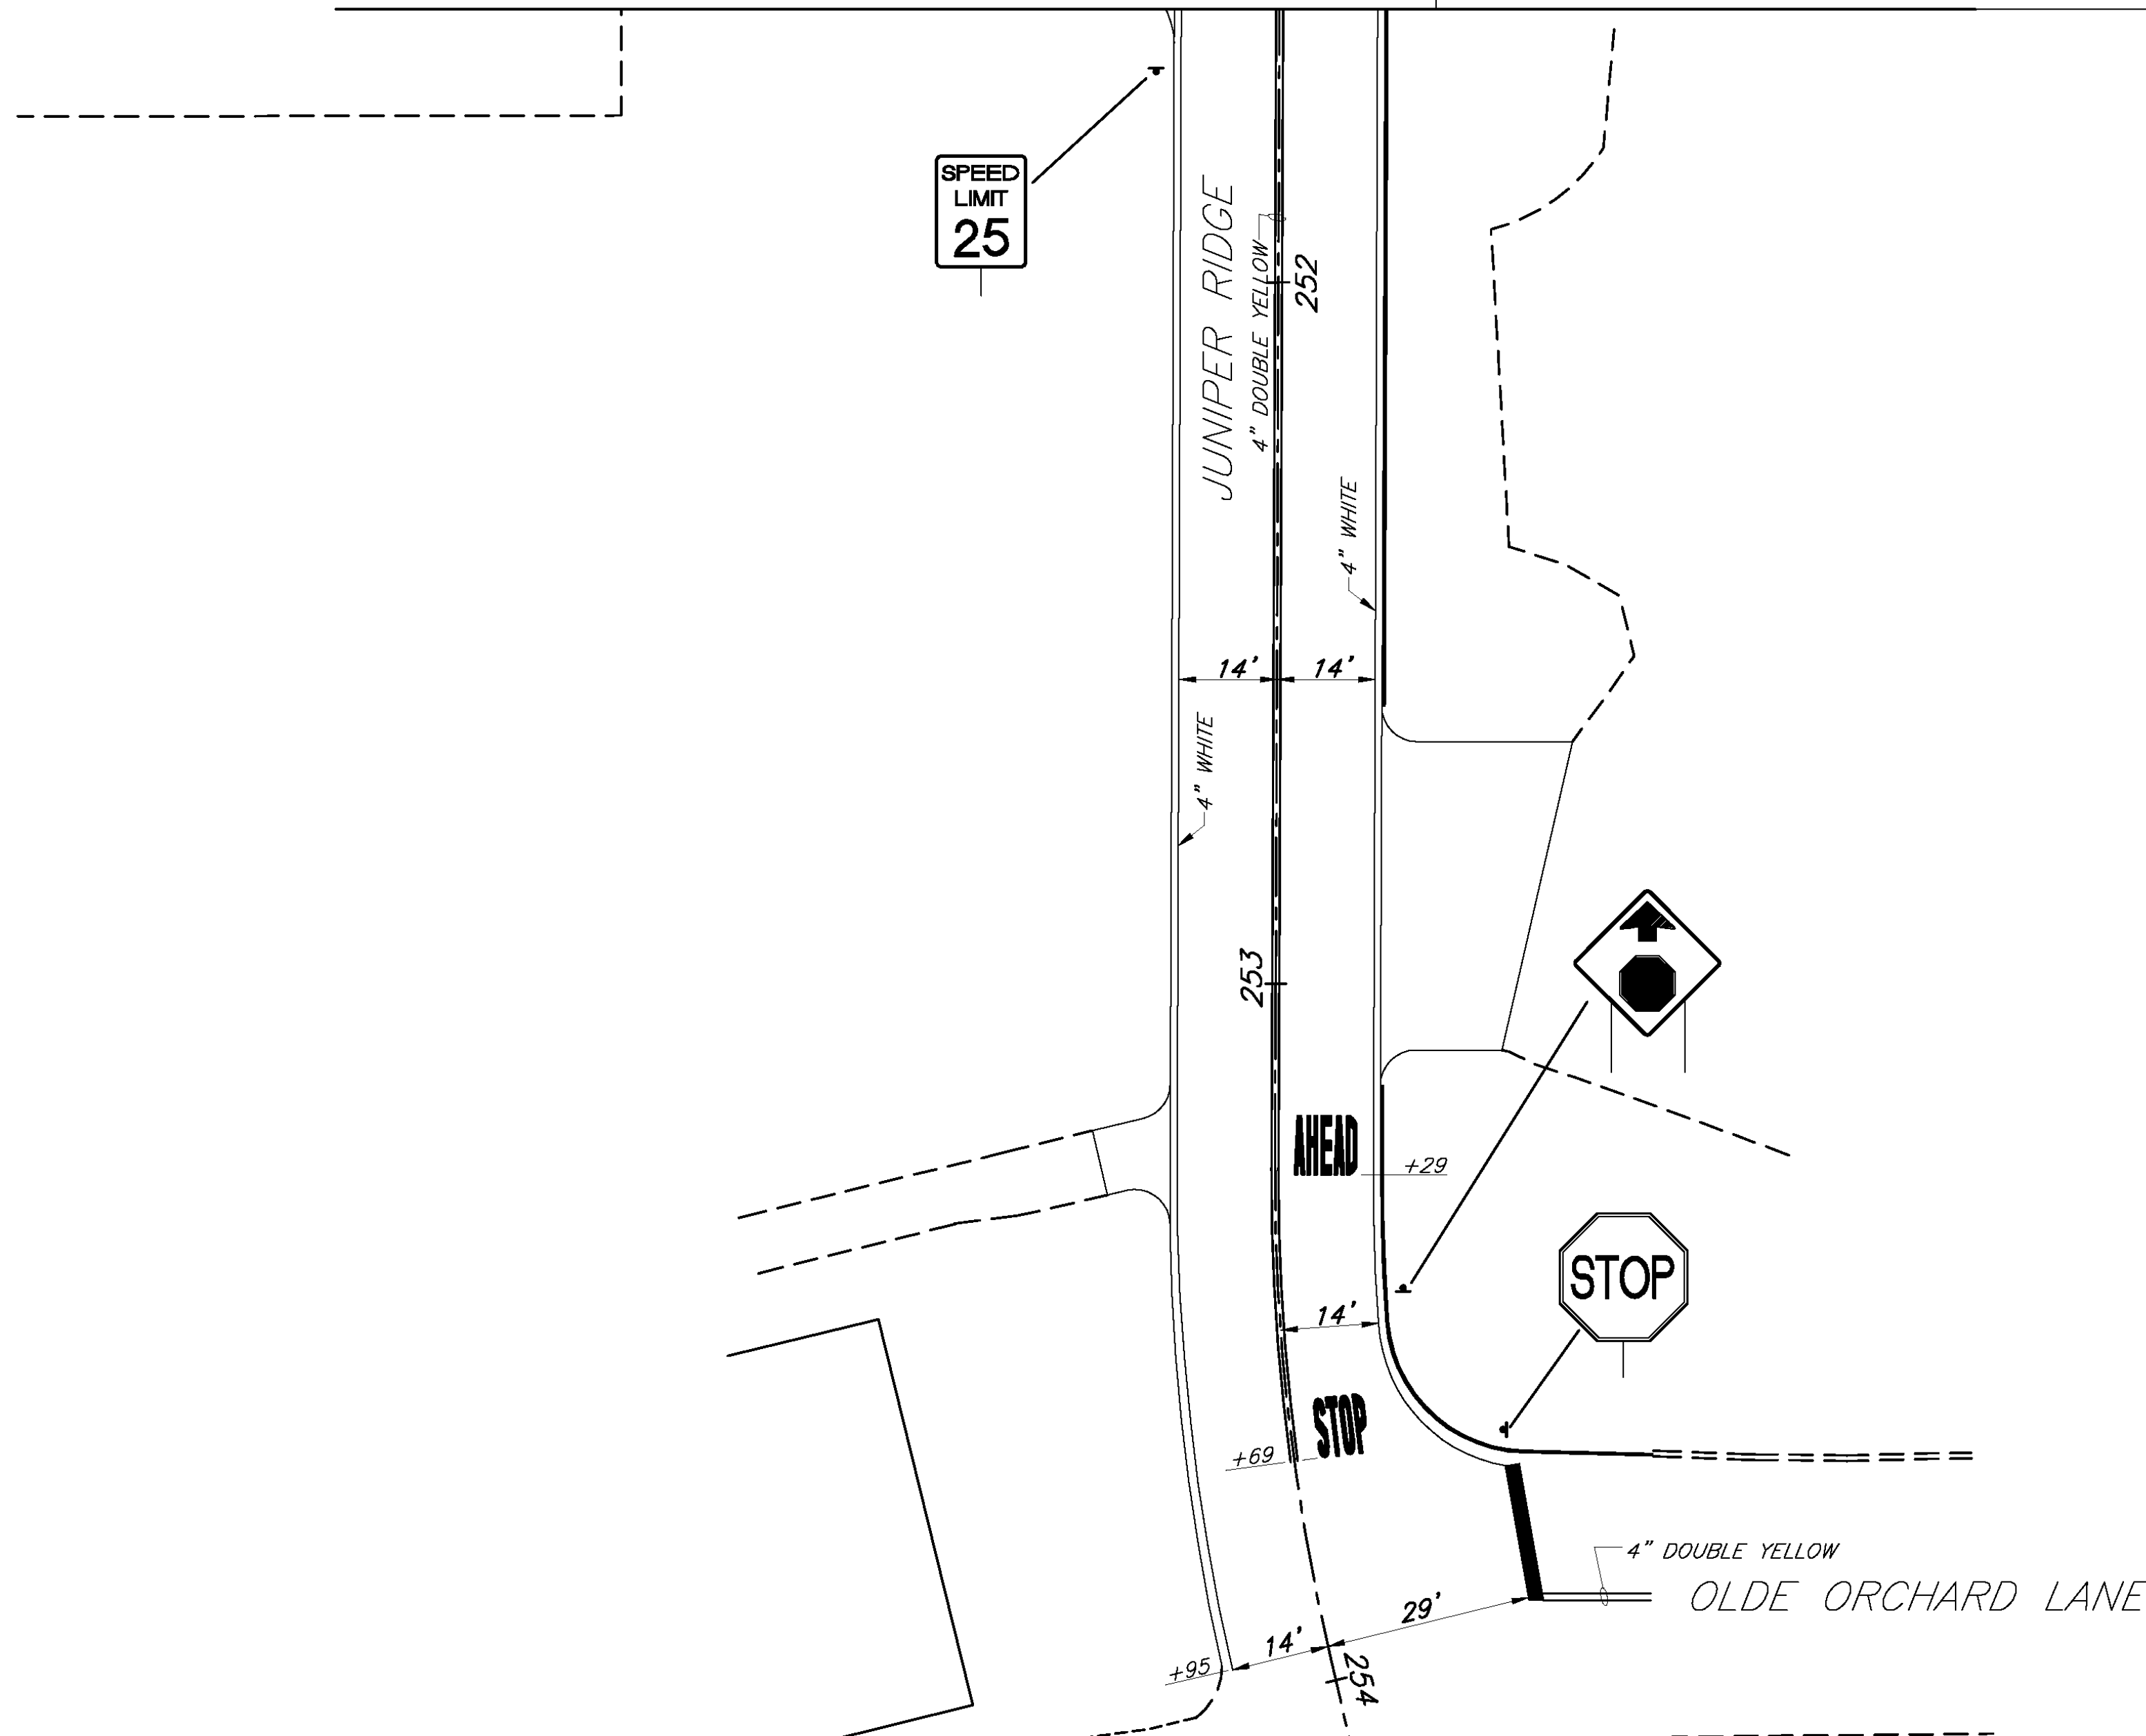 SPEED
LIMIT
25
JUNIPER RIDGE
4" DOUBLE YELLOW
252
4" WHITE
14'
14'
4" WHITE
253
AHEAD
+29
STOP
14'
STOP
+69
4" DOUBLE YELLOW
OLDE ORCHARD LANE
29'
14'
+95
254